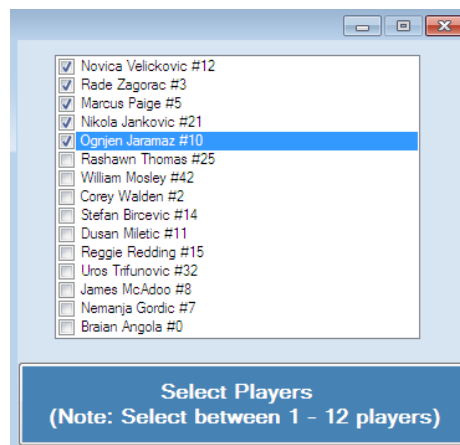 Novica Velickovic #12
Rade Zagorac #3
Marcus Paige #5
Nikola Jankovic #21
Ognjen Jaramaz #10
Rashawn Thomas #25
William Mosley #42
Corey Walden #2
Stefan Bircevic #14
Dusan Miletic #11
Reggie Redding #15
Uros Trifunovic #32
James McAdoo #8
Nemanja Gordic #7
Braian Angola #0
Select Players
(Note: Select between 1 - 12 players)